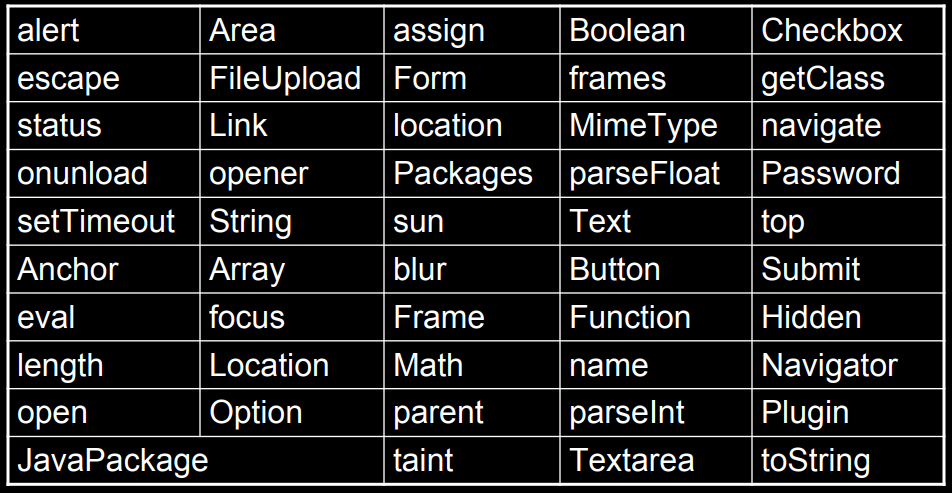 alert Area assign Boolean Checkbox
escape FileUpload Form frames getClass
status Link location MimeType navigate
onunload opener Packages parseFloat Password
setTimeout String sun Text top
Anchor Array blur Button Submit
eval focus Frame Function Hidden
length Location Math name Navigator
open Option parent parseInt Plugin
JavaPackage taint Textarea toString